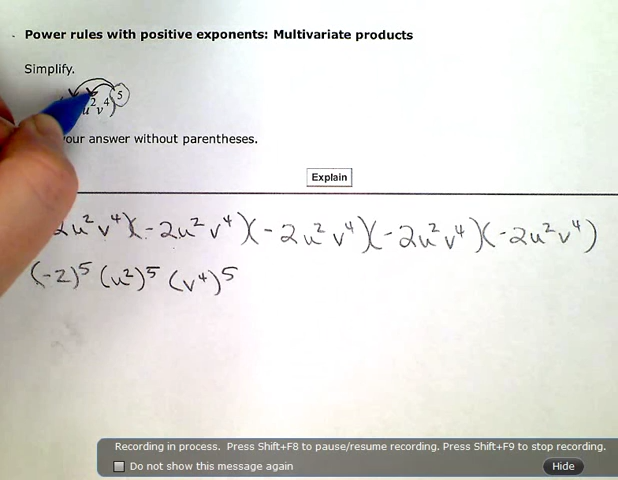 Power rules with positive exponents: Multivariate products
Simplify.
u²v⁴)⁵
our answer without parentheses.
Explain
2u²v⁴)(-2u²v⁴)(-2u²v⁴)(-2u²v⁴)(-2u²v⁴)
(-2)⁵ (u²)⁵ (v⁴)⁵
Recording in process. Press Shift+F8 to pause/resume recording. Press Shift+F9 to stop recording.
Do not show this message again
Hide